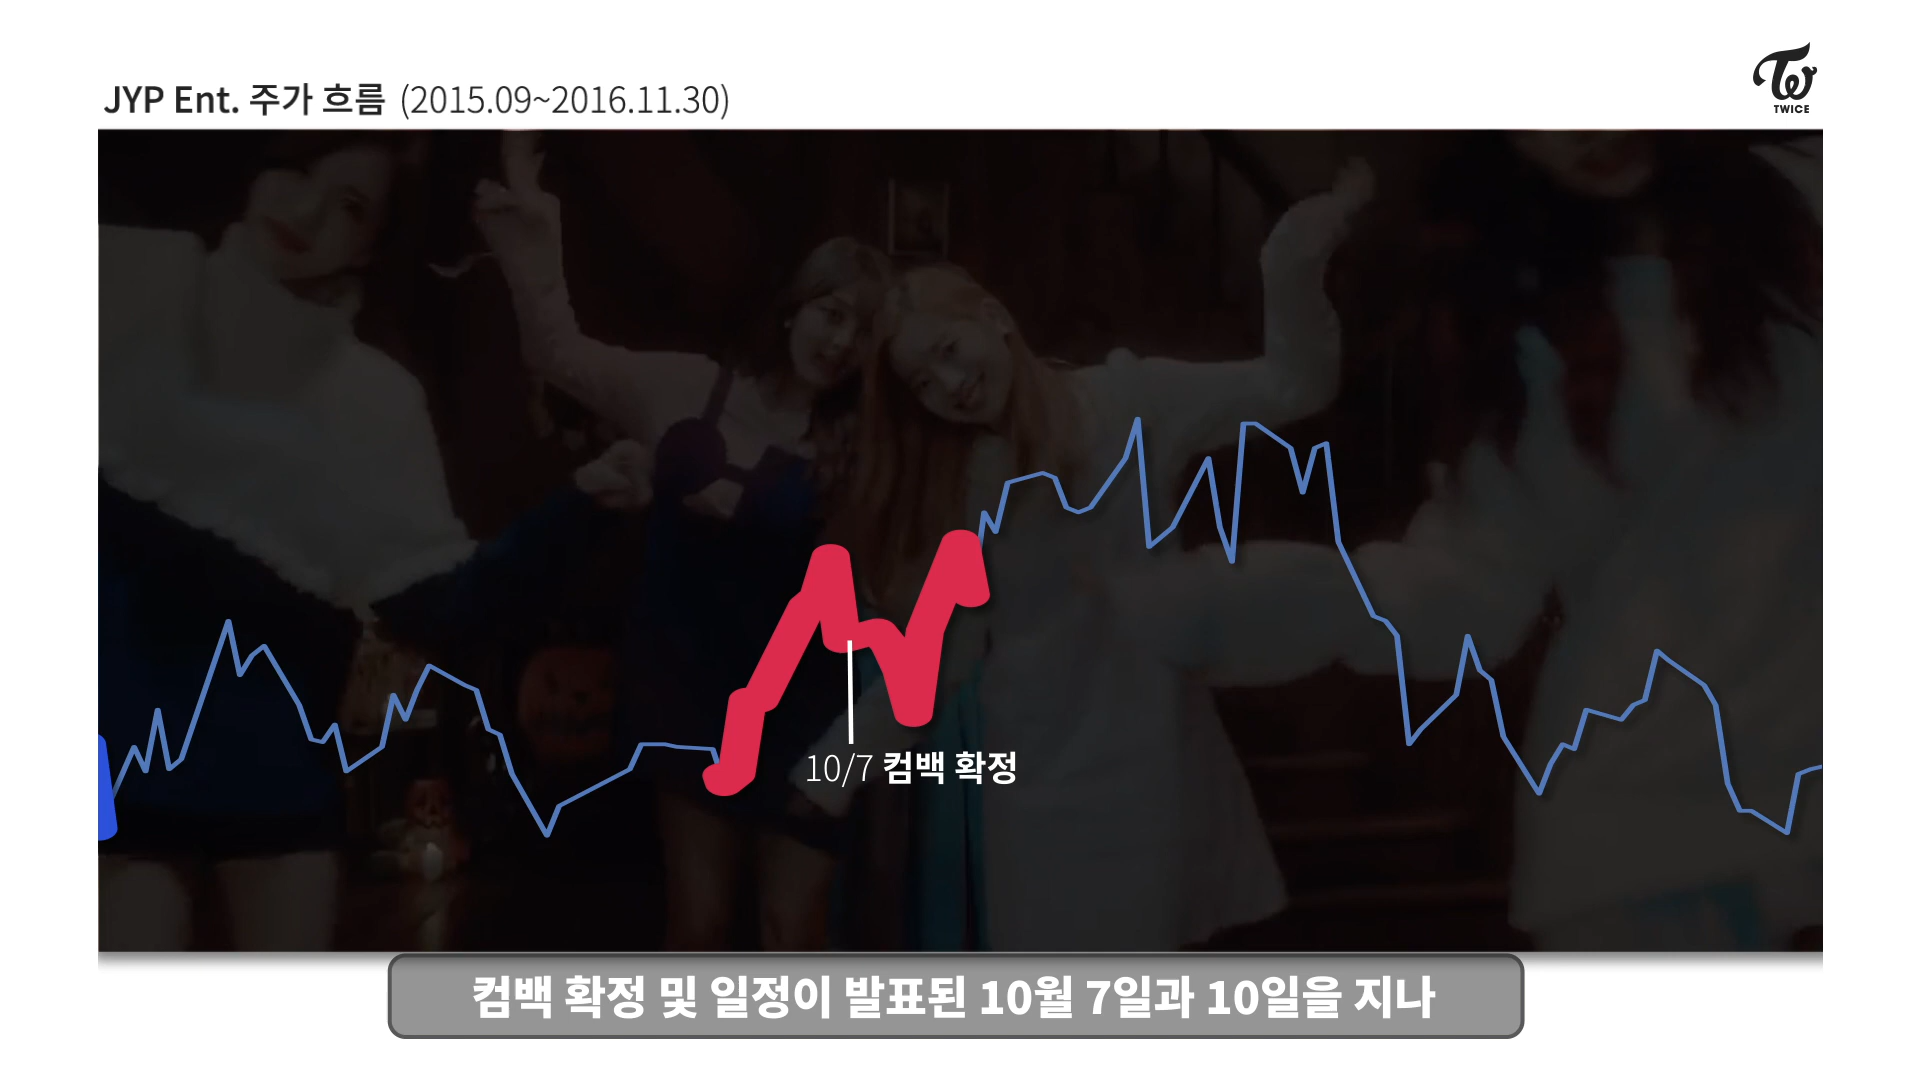 JYP Ent. 주가 흐름 (2015.09~2016.11.30)
TWICE
10/7 컴백 확정
컴백 확정 및 일정이 발표된 10월 7일과 10일을 지나